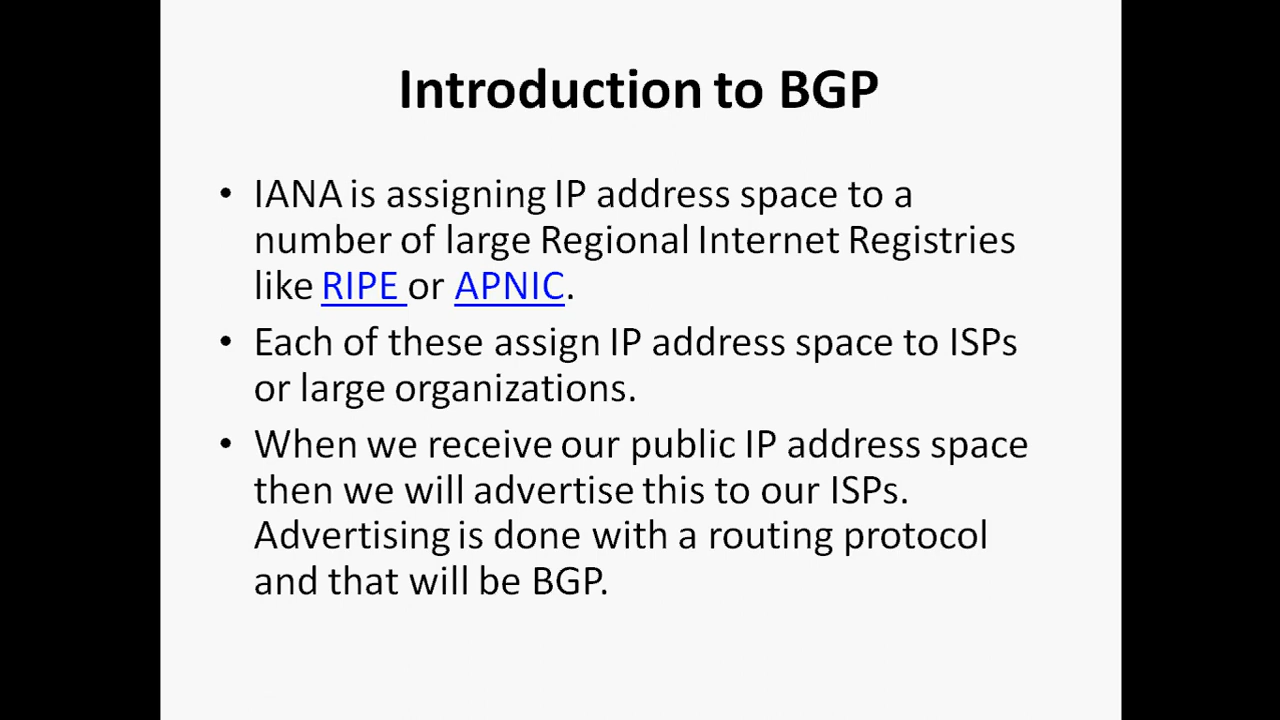 Introduction to BGP
• IANA is assigning IP address space to a
number of large Regional Internet Registries
like RIPE or APNIC.
• Each of these assign IP address space to ISPs
or large organizations.
• When we receive our public IP address space
then we will advertise this to our ISPs.
Advertising is done with a routing protocol
and that will be BGP.